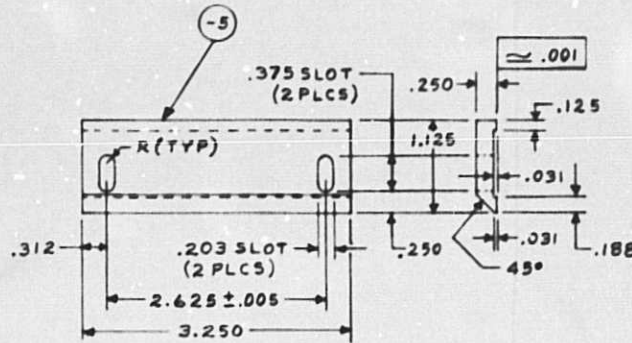 -5
≃ .001
.375 SLOT
(2 PLCS)
.250
.125
R(TYP)
1.125
.031
.312
.203 SLOT
(2 PLCS)
.250
.031
.188
45°
2.625±.005
3.250